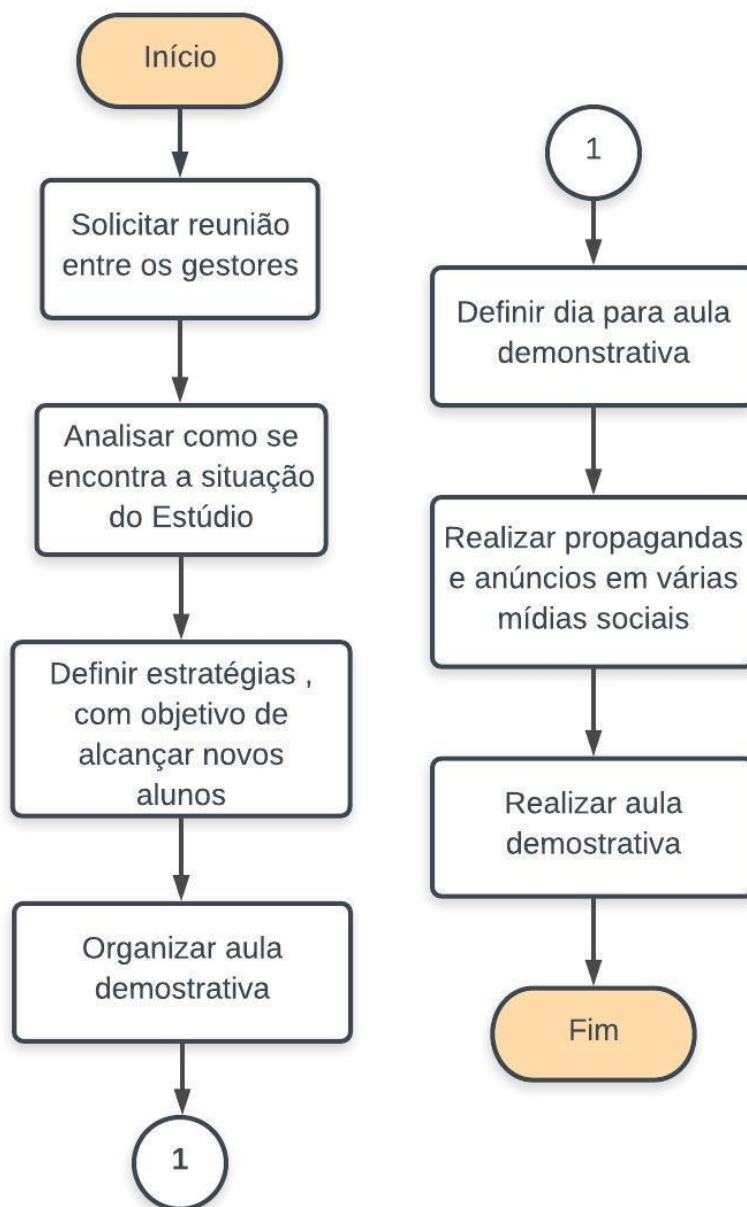 Início
Solicitar reunião
entre os gestores
Analisar como se
encontra a situação
do Estúdio
Definir estratégias ,
com objetivo de
alcançar novos
alunos
Organizar aula
demostrativa
1
1
Definir dia para aula
demonstrativa
Realizar propagandas
e anúncios em várias
mídias sociais
Realizar aula
demostrativa
Fim